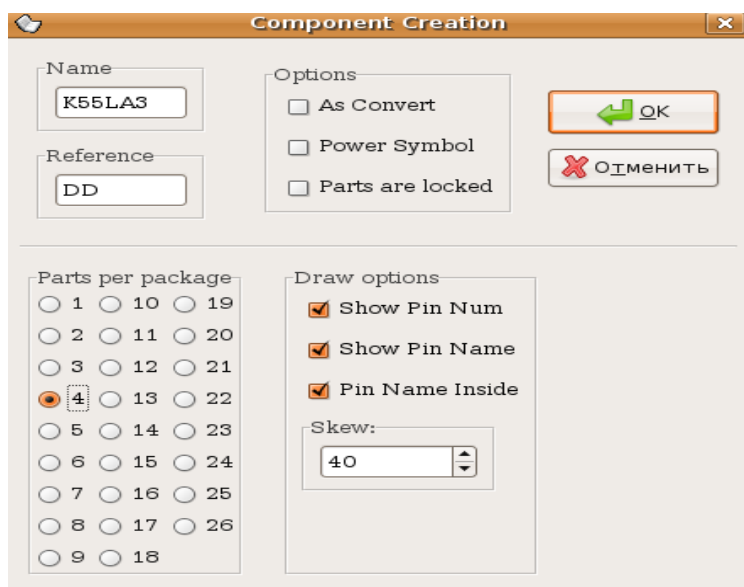 Component Creation
Name
K55LA3
Reference
DD
Options
As Convert
Power Symbol
Parts are locked
OK
Отменить
Parts per package
1 10 19
2 11 20
3 12 21
4 13 22
5 14 23
6 15 24
7 16 25
8 17 26
9 18
Draw options
Show Pin Num
Show Pin Name
Pin Name Inside
Skew:
40